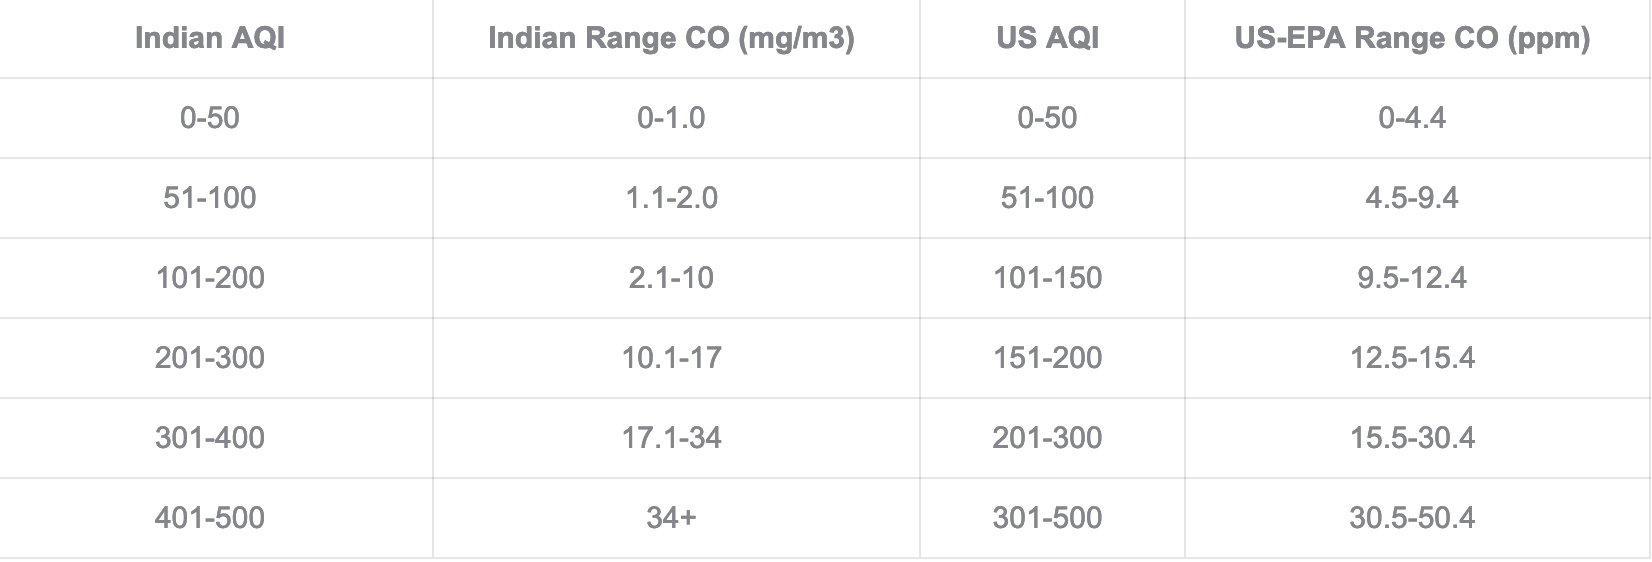 Indian AQI Indian Range CO (mg/m3) US AQI US-EPA Range CO (ppm)
0-50 0-1.0 0-50 0-4.4
51-100 1.1-2.0 51-100 4.5-9.4
101-200 2.1-10 101-150 9.5-12.4
201-300 10.1-17 151-200 12.5-15.4
301-400 17.1-34 201-300 15.5-30.4
401-500 34+ 301-500 30.5-50.4